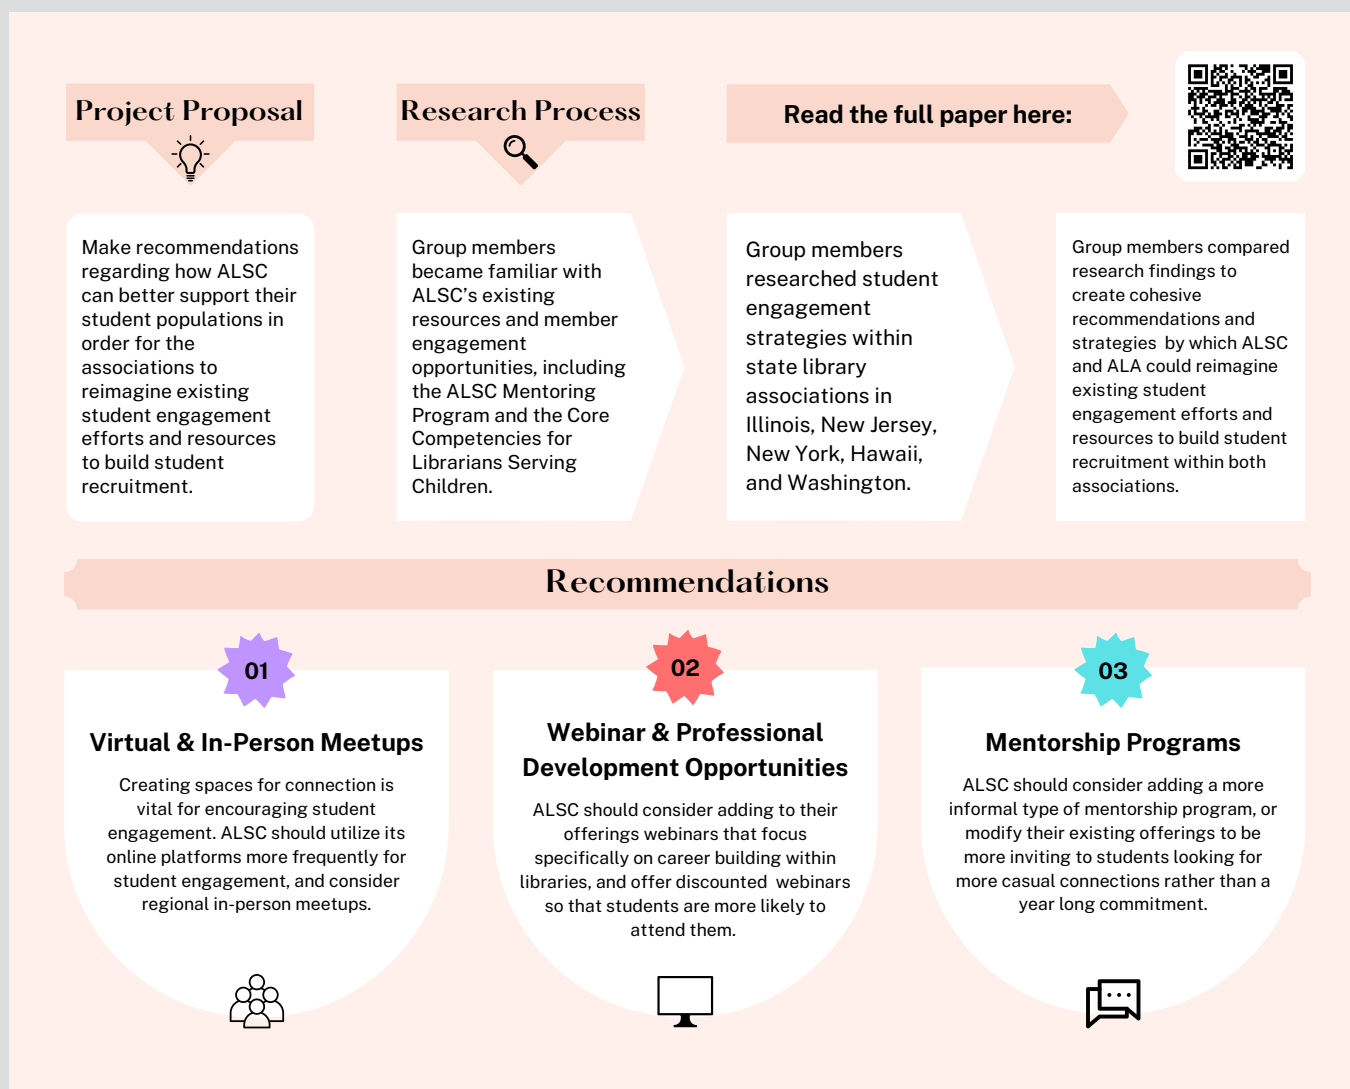 Project Proposal
Research Process
Read the full paper here:
Make recommendations
regarding how ALSC
can better support their
student populations in
order for the
associations to
reimagine existing
student engagement
efforts and resources
to build student
recruitment.
Group members
became familiar with
ALSC’s existing
resources and member
engagement
opportunities, including
the ALSC Mentoring
Program and the Core
Competencies for
Librarians Serving
Children.
Group members
researched student
engagement
strategies within
state library
associations in
Illinois, New Jersey,
New York, Hawaii,
and Washington.
Group members compared
research findings to
create cohesive
recommendations and
strategies  by which ALSC
and ALA could reimagine
existing student
engagement efforts and
resources to build student
recruitment within both
associations.
Recommendations
01
Virtual & In-Person Meetups
Creating spaces for connection is
vital for encouraging student
engagement. ALSC should utilize its
online platforms more frequently for
student engagement, and consider
regional in-person meetups.
02
Webinar & Professional
Development Opportunities
ALSC should consider adding to their
offerings webinars that focus
specifically on career building within
libraries, and offer discounted  webinars
so that students are more likely to
attend them.
03
Mentorship Programs
ALSC should consider adding a more
informal type of mentorship program, or
modify their existing offerings to be
more inviting to students looking for
more casual connections rather than a
year long commitment.